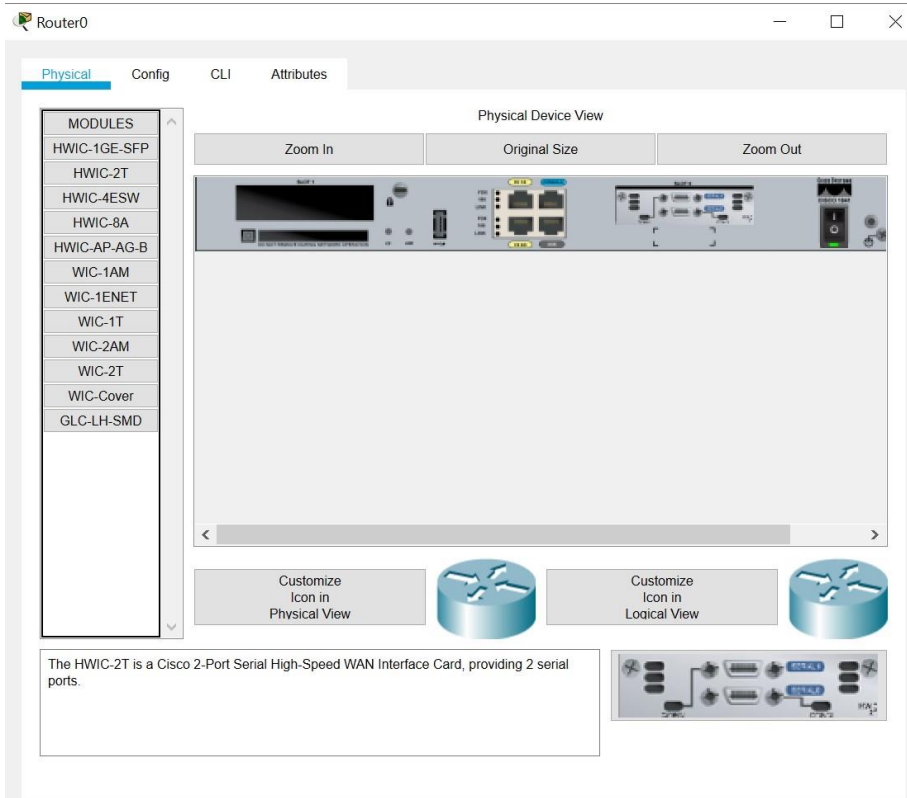 Router0
Physical
Config
CLI
Attributes
MODULES
HWIC-1GE-SFP
HWIC-2T
HWIC-4ESW
HWIC-8A
HWIC-AP-AG-B
WIC-1AM
WIC-1ENET
WIC-1T
WIC-2AM
WIC-2T
WIC-Cover
GLC-LH-SMD
Physical Device View
Zoom In
Original Size
Zoom Out
Customize
Icon in
Physical View
Customize
Icon in
Logical View
The HWIC-2T is a Cisco 2-Port Serial High-Speed WAN Interface Card, providing 2 serial
ports.